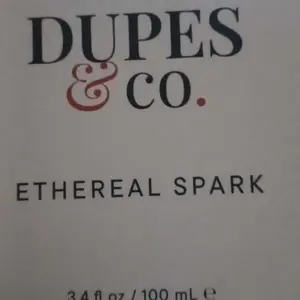 DUPES
& CO.
ETHEREAL SPARK
3.4 fl oz / 100 mL ℮